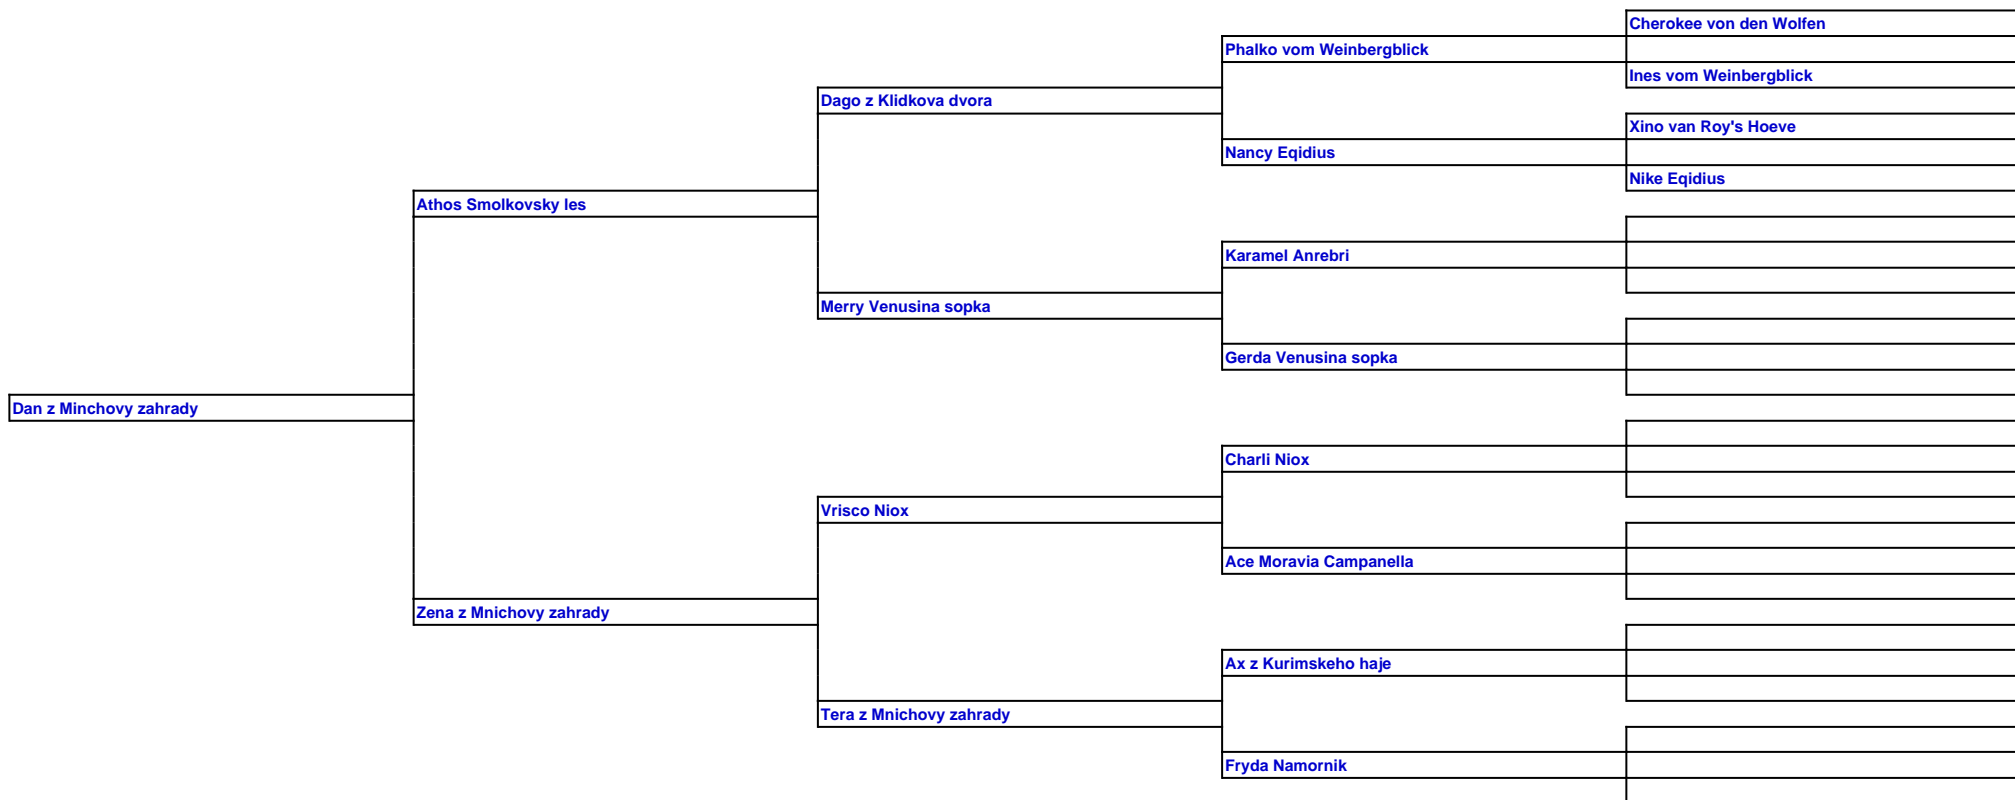 Cherokee von den Wolfen
Phalko vom Weinbergblick
Ines vom Weinbergblick
Dago z Klidkova dvora
Xino van Roy's Hoeve
Nancy Eqidius
Nike Eqidius
Athos Smolkovsky les
Karamel Anrebri
Merry Venusina sopka
Gerda Venusina sopka
Dan z Minchovy zahrady
Charli Niox
Vrisco Niox
Ace Moravia Campanella
Zena z Mnichovy zahrady
Ax z Kurimskeho haje
Tera z Mnichovy zahrady
Fryda Namornik